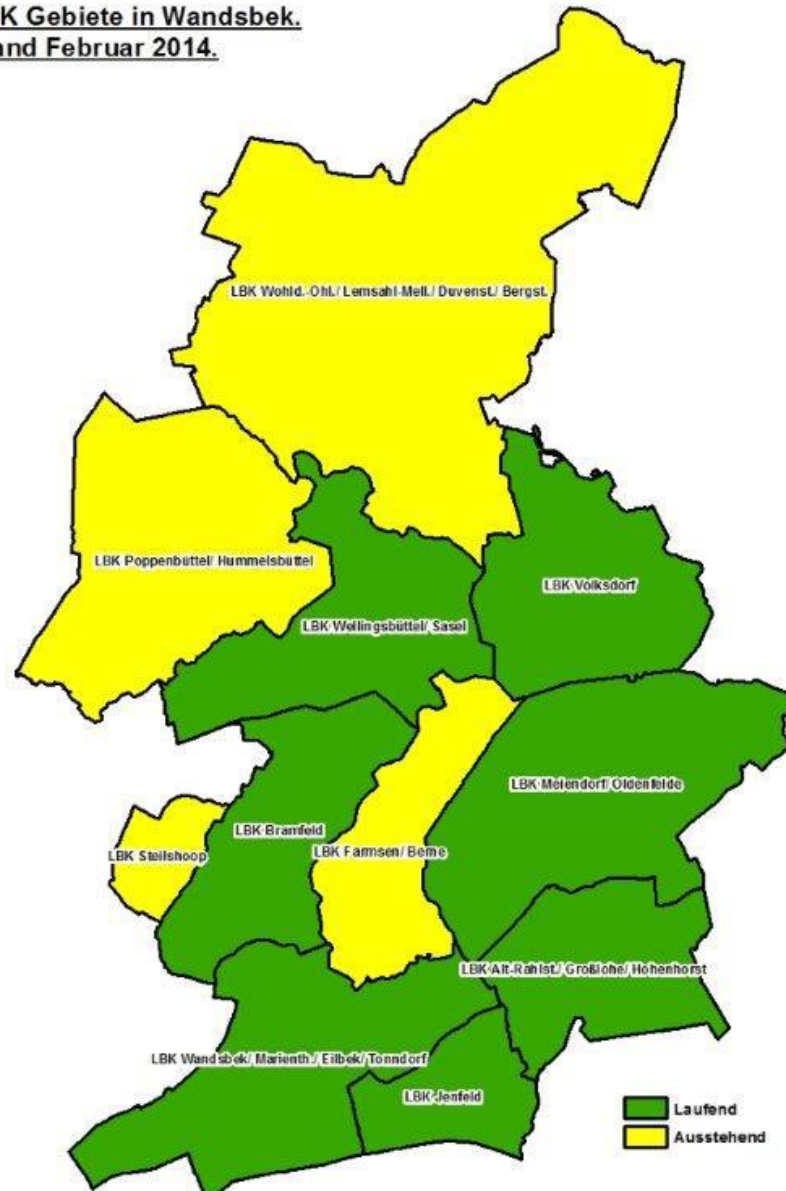 K Gebiete in Wandsbek.
and Februar 2014.
LBK Wohld.-Ohl./ Lemsahl-Mell./ Duvenst./ Bergst.
LBK Poppenbüttel/ Hummelsbüttel
LBK Volksdorf
LBK Wellingsbüttel/ Sasel
LBK Meiendorf/ Oldenfelde
LBK Bramfeld
LBK Farmsen/ Berne
LBK Steilshoop
LBK Alt-Rahlst./ Großlohe/ Hohenhorst
LBK Wandsbek/ Marienth./ Eilbek/ Tonndorf
LBK Jenfeld
Laufend
Ausstehend